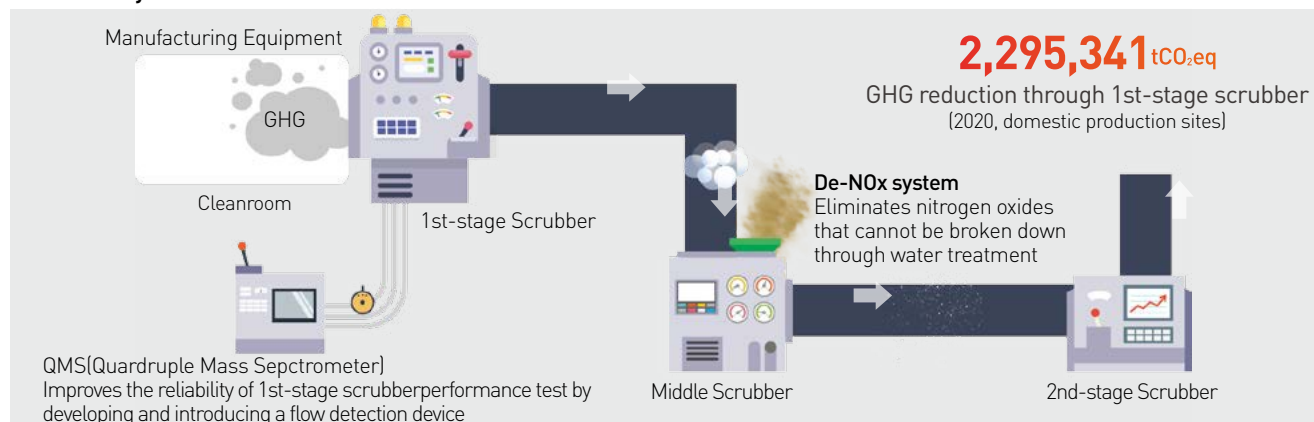 Manufacturing Equipment
GHG
Cleanroom
1st-stage Scrubber
2,295,341 tCO₂eq
GHG reduction through 1st-stage scrubber
(2020, domestic production sites)
De-NOx system
Eliminates nitrogen oxides
that cannot be broken down
through water treatment
QMS(Quardruple Mass Sepctrometer)
Improves the reliability of 1st-stage scrubberperformance test by
developing and introducing a flow detection device
Middle Scrubber
2nd-stage Scrubber